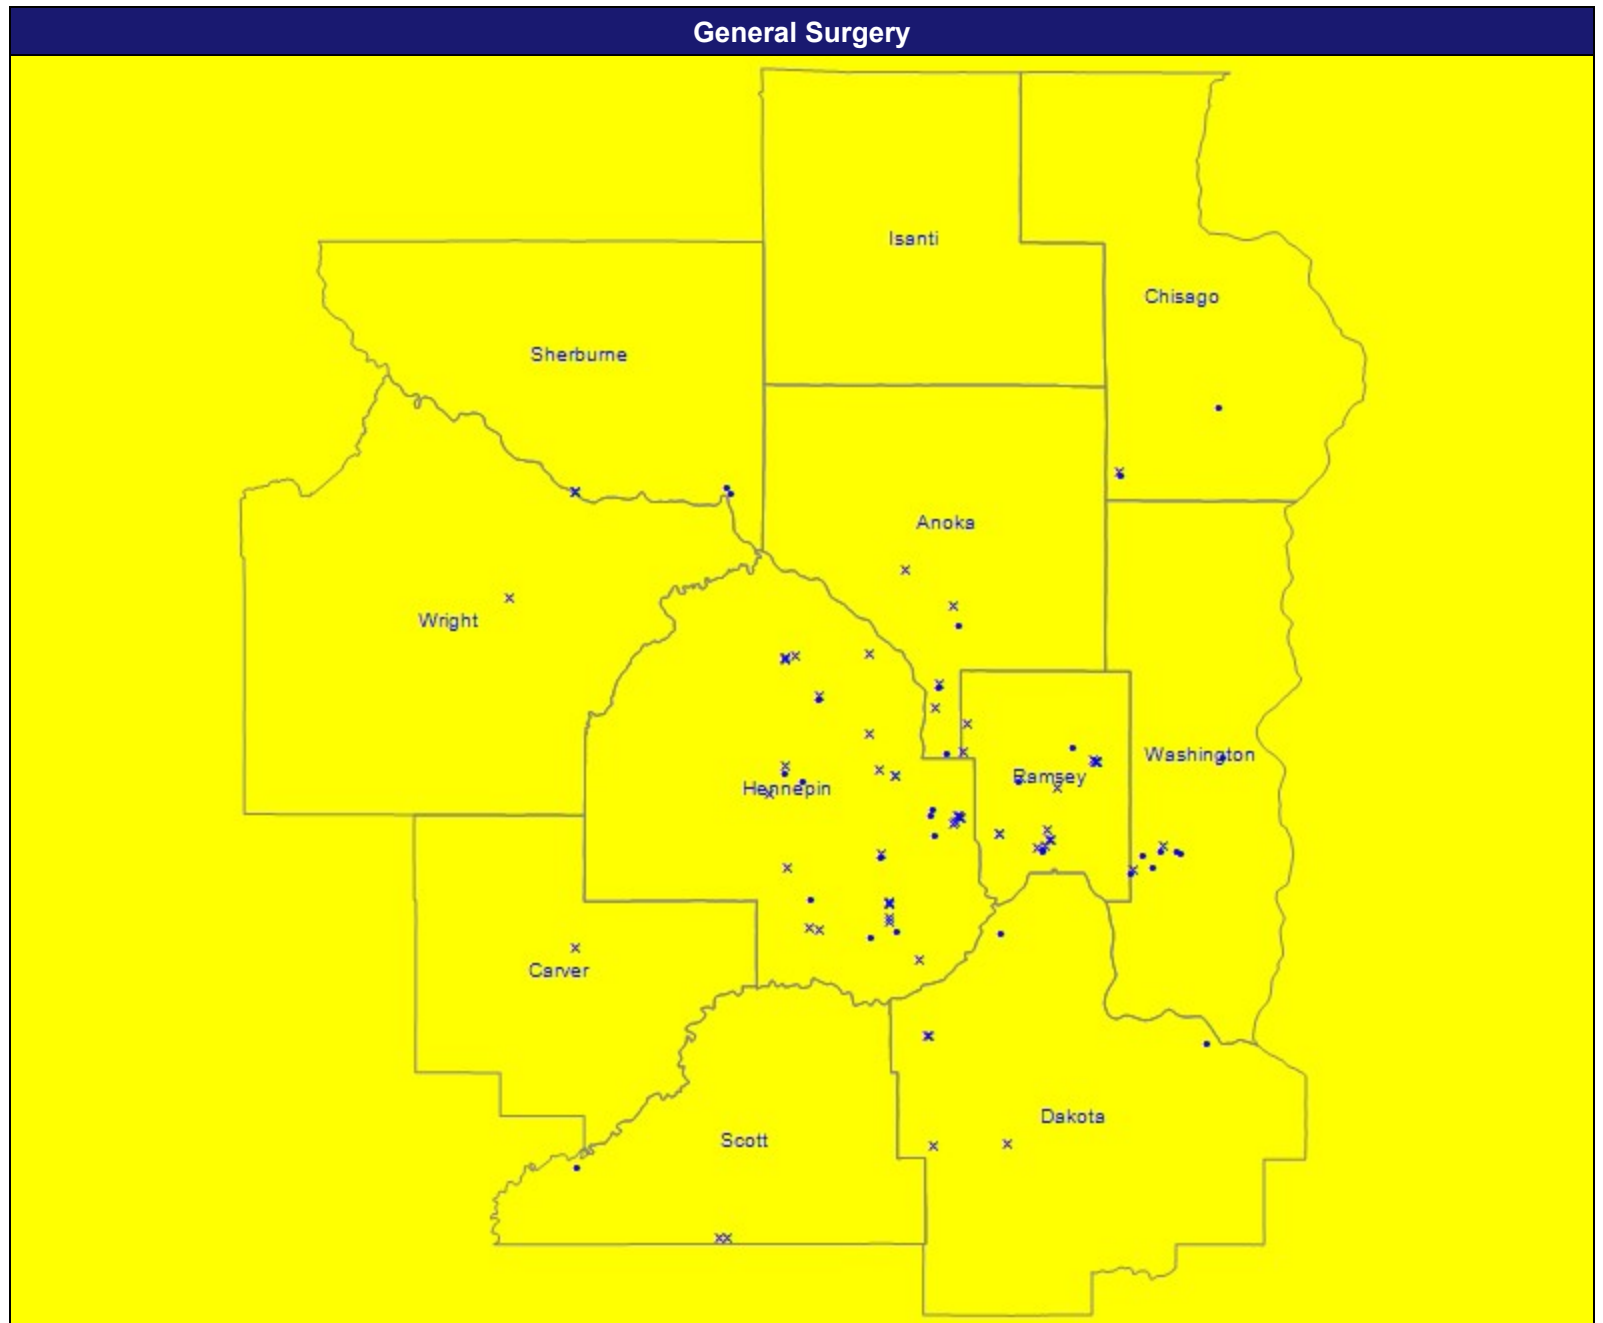 General Surgery
Isanti
Chisago
Sherburne
Anoka
Wright
Washington
Ramsey
Hennepin
Carver
Dakota
Scott